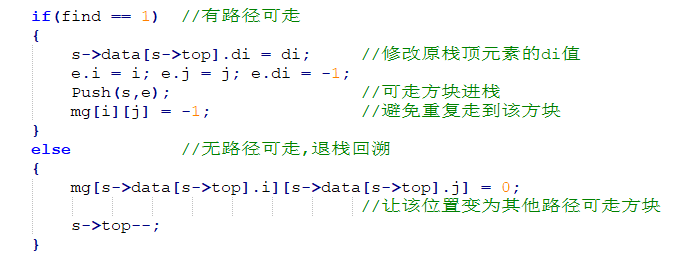 if(find == 1)  //有路径可走
{
    s->data[s->top].di = di;     //修改原栈顶元素的di值
    e.i = i; e.j = j; e.di = -1;
    Push(s,e);                   //可走方块进栈
    mg[i][j] = -1;               //避免重复走到该方块
}
else           //无路径可走,退栈回溯
{
    mg[s->data[s->top].i][s->data[s->top].j] = 0;
                                 //让该位置变为其他路径可走方块
    s->top--;
}